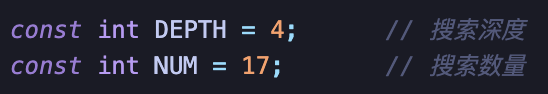 const int DEPTH = 4;        // 搜索深度
const int NUM = 17;        // 搜索数量